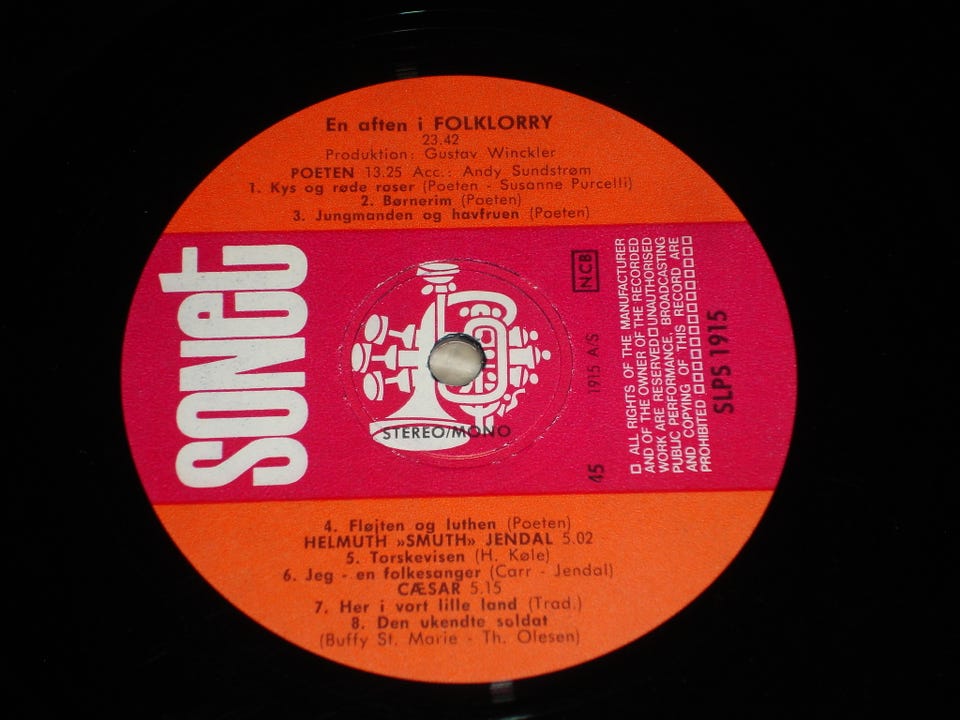 En aften i FOLKLORRY
23.42
Produktion: Gustav Winckler
POETEN 13.25 Acc.: Andy Sundstrøm
1. Kys og røde roser (Poeten - Susanne Purcelli)
2. Børnerim (Poeten)
3. Jungmanden og havfruen (Poeten)
sonet
STEREO/MONO
NCB
1915 A/S
45
ALL RIGHTS OF THE MANUFACTURER
AND OF THE OWNER OF THE RECORDED
WORK ARE RESERVED UNAUTHORISED
PUBLIC PERFORMANCE, BROADCASTING
AND COPYING OF THIS RECORD ARE
PROHIBITED
SLPS 1915
4. Fløjten og luthen (Poeten)
HELMUTH »SMUTH» JENDAL 5.02
5. Torskevisen (H. Køle)
6. Jeg - en folkesanger (Carr - Jendal)
CÆSAR 5.15
7. Her i vort lille land (Trad.)
8. Den ukendte soldat
(Buffy St. Marie - Th. Olesen)